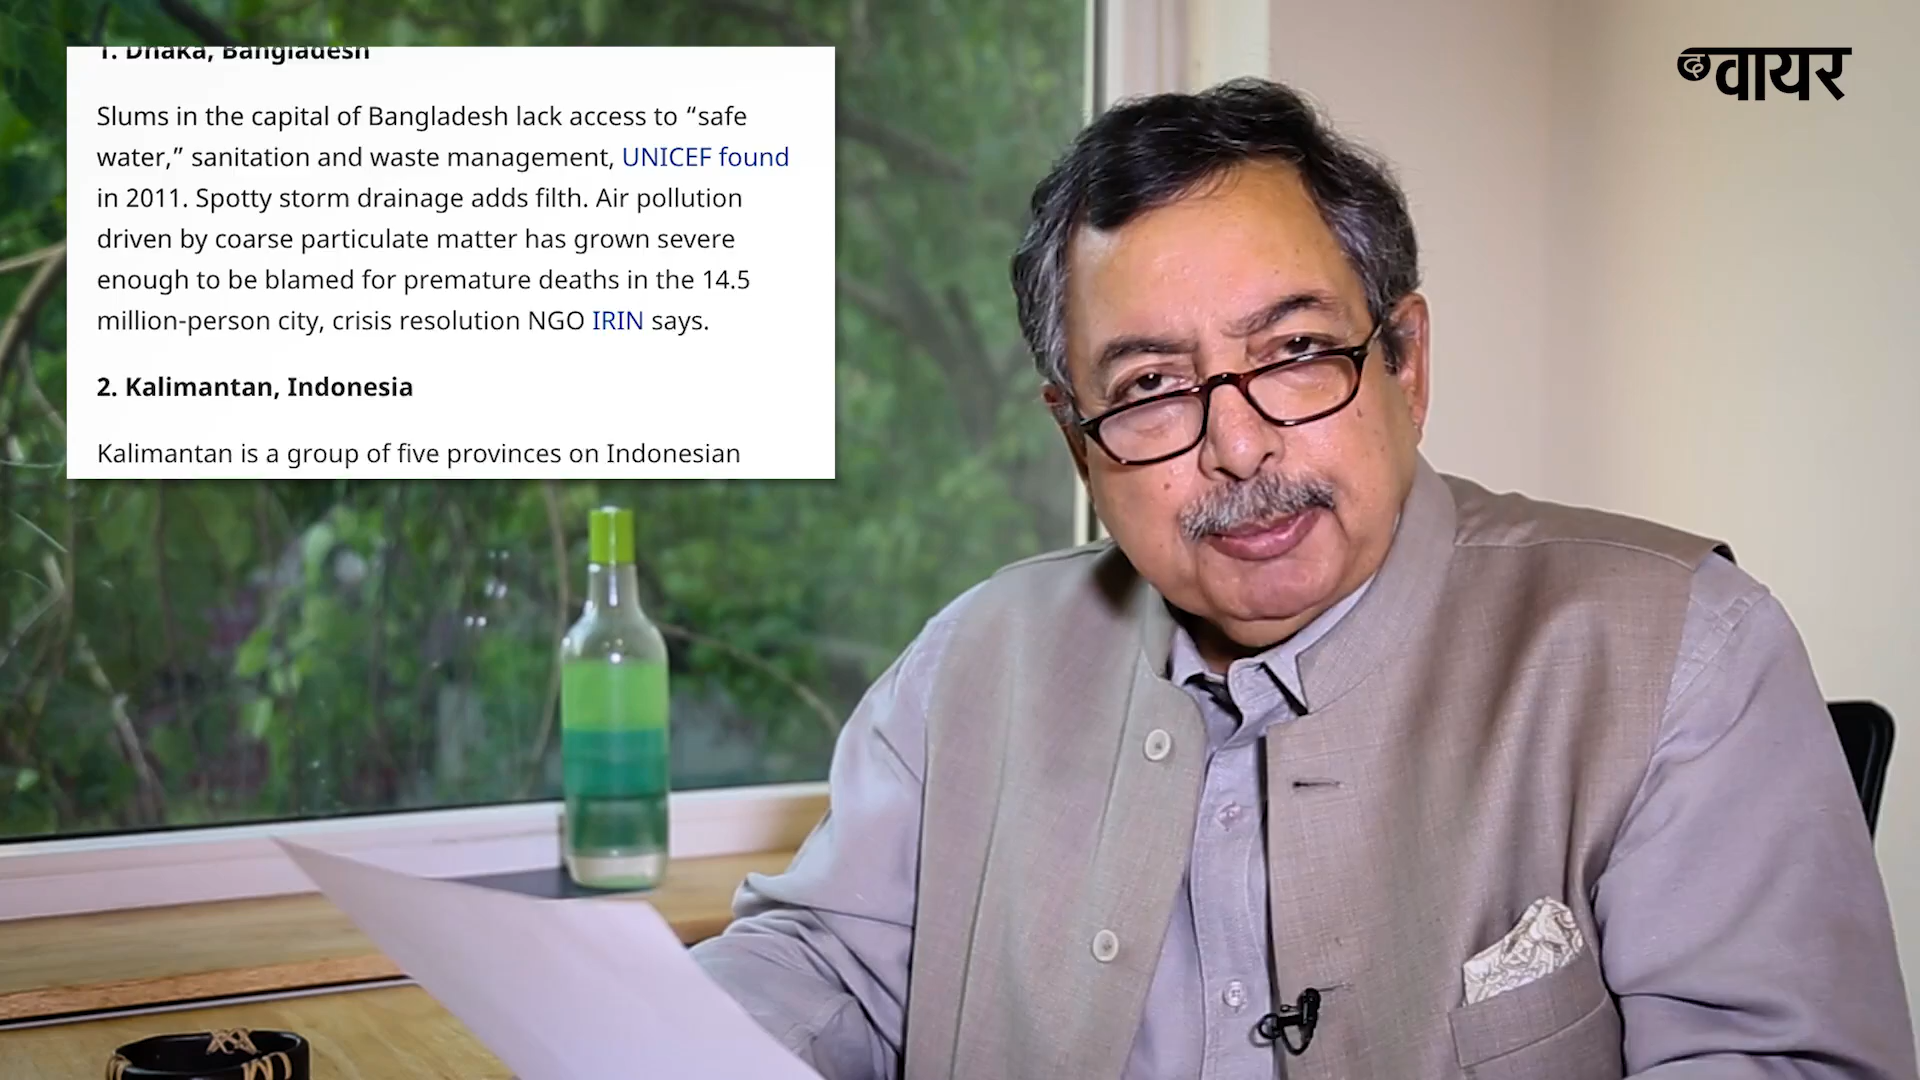 1. Dhaka, Bangladesh
Slums in the capital of Bangladesh lack access to “safe
water,” sanitation and waste management, UNICEF found
in 2011. Spotty storm drainage adds filth. Air pollution
driven by coarse particulate matter has grown severe
enough to be blamed for premature deaths in the 14.5
million-person city, crisis resolution NGO IRIN says.
2. Kalimantan, Indonesia
Kalimantan is a group of five provinces on Indonesian
द वायर